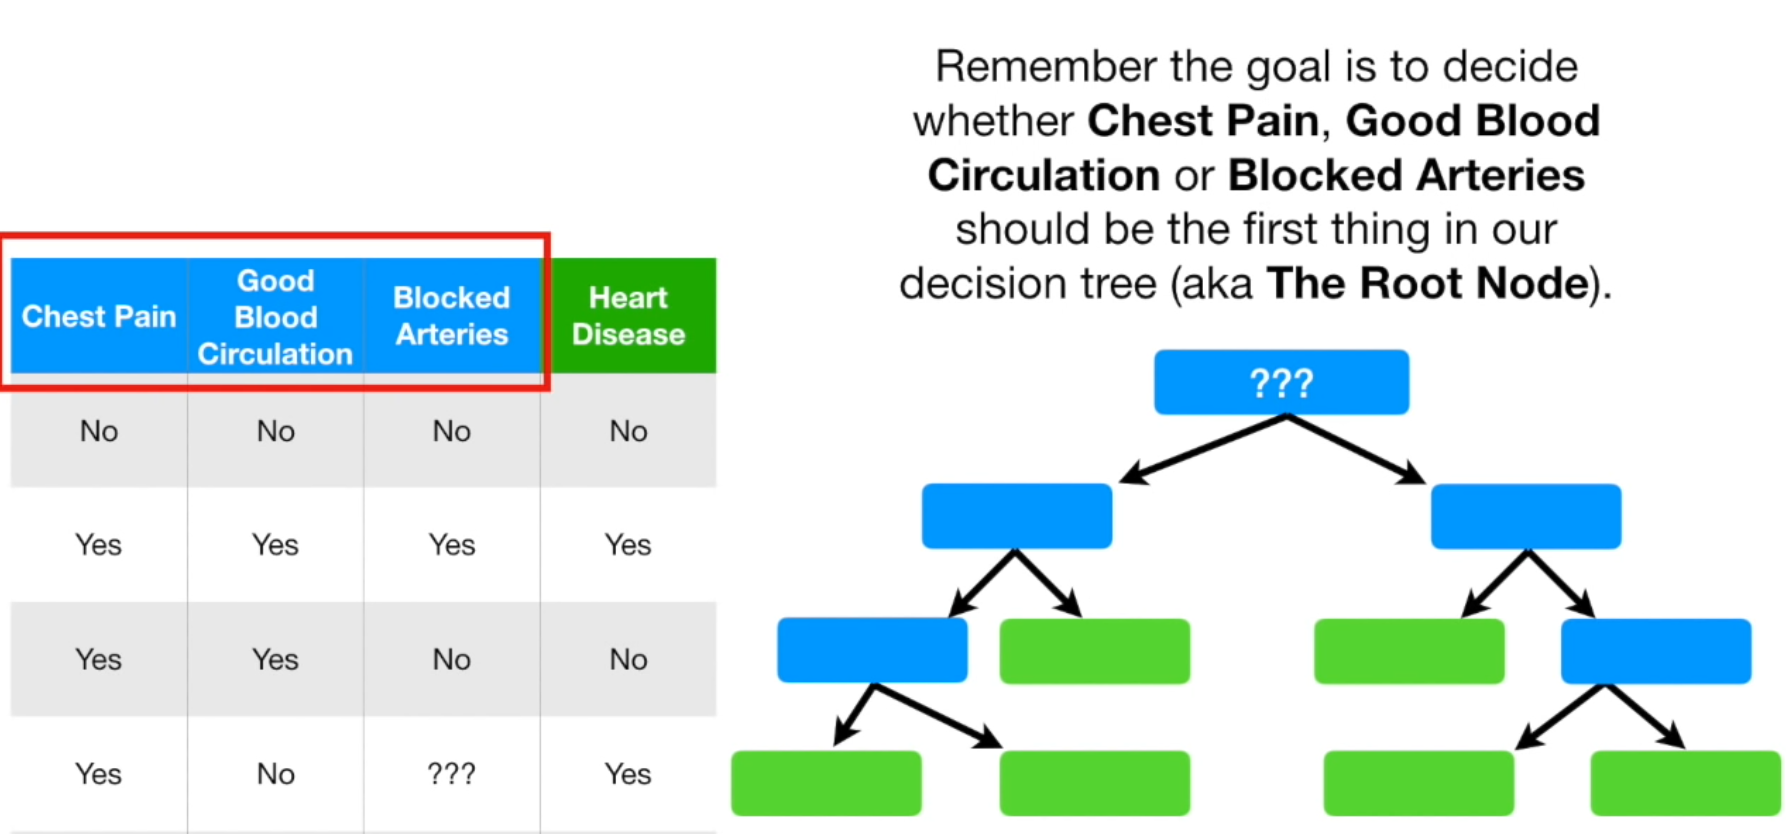 Remember the goal is to decide
whether Chest Pain, Good Blood
Circulation or Blocked Arteries
should be the first thing in our
decision tree (aka The Root Node).
Chest Pain
Good
Blood
Circulation
Blocked
Arteries
Heart
Disease
No No No No
Yes Yes Yes Yes
Yes Yes No No
Yes No ??? Yes
???